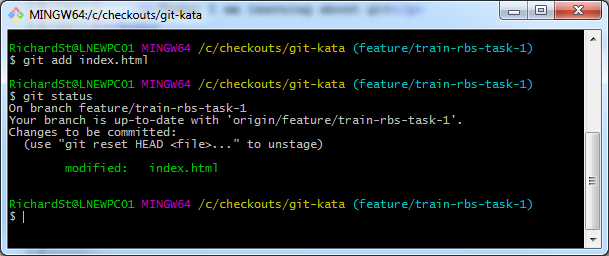 I am learning about git</p>
MINGW64:/c/checkouts/git-kata
RichardSt@LNEWPC01 MINGW64 /c/checkouts/git-kata (feature/train-rbs-task-1)
$ git add index.html
RichardSt@LNEWPC01 MINGW64 /c/checkouts/git-kata (feature/train-rbs-task-1)
$ git status
On branch feature/train-rbs-task-1
Your branch is up-to-date with 'origin/feature/train-rbs-task-1'.
Changes to be committed:
  (use "git reset HEAD <file>..." to unstage)
        modified:   index.html
RichardSt@LNEWPC01 MINGW64 /c/checkouts/git-kata (feature/train-rbs-task-1)
$